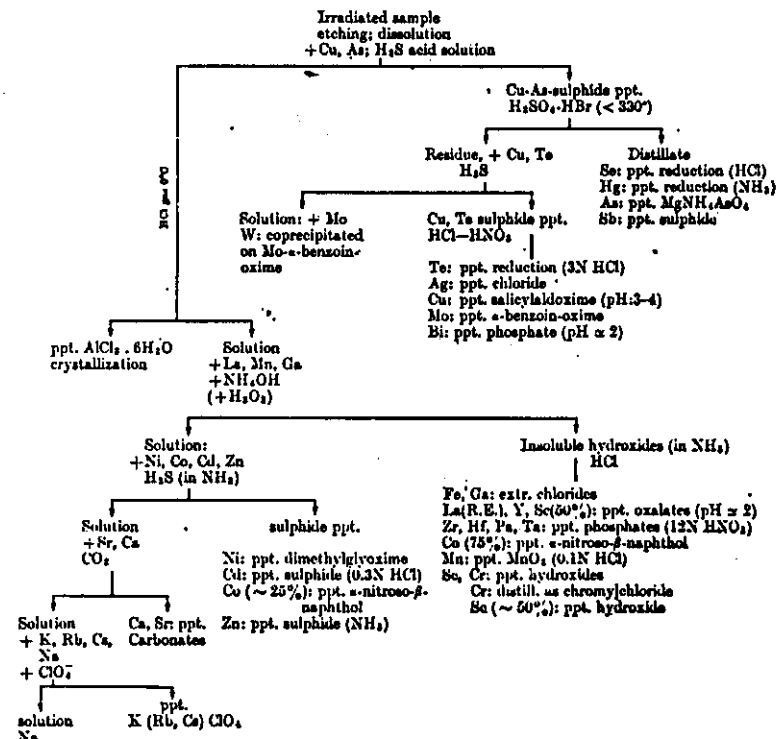 Irradiated sample
etching; dissolution
+Cu, As; H₂S acid solution
Cu-As-sulphide ppt.
H₂SO₄-HBr (< 330°)
Residue, + Cu, Te
H₂S
Distillate
Se: ppt. reduction (HCl)
Hg: ppt. reduction (NH₃)
As: ppt. MgNH₄AsO₄
Sb: ppt. sulphide
HCl gas 0°C
Solution: + Mo
W: coprecipitated
on Mo-α-benzoin-
oxime
Cu, Te sulphide ppt.
HCl—HNO₃
Te: ppt. reduction (3N HCl)
Ag: ppt. chloride
Cu: ppt. salicylaldoxime (pH:3–4)
Mo: ppt. α-benzoin-oxime
Bi: ppt. phosphate (pH ≃ 2)
ppt. AlCl₃ . 6H₂O
crystallization
Solution
+La, Mn, Ga
+NH₄OH
(+H₂O₂)
Solution:
+Ni, Co, Cd, Zn
H₂S (in NH₃)
Insoluble hydroxides (in NH₃)
HCl
Fe, Ga: extr. chlorides
La(R.E.), Y, Sc(50%): ppt. oxalates (pH ≃ 2)
Zr, Hf, Pa, Ta: ppt. phosphates (12N HNO₃)
Co (75%): ppt. α-nitroso-β-naphthol
Mn: ppt. MnO₂ (0.1N HCl)
Sc, Cr: ppt. hydroxides
Cr: distill. as chromylchloride
Sc (~ 50%): ppt. hydroxide
Solution
+Sr, Ca
CO₂
sulphide ppt.
Ni: ppt. dimethylglyoxime
Cd: ppt. sulphide (0.3N HCl)
Co (~ 25%): ppt. α-nitroso-β-
naphthol
Zn: ppt. sulphide (NH₃)
Solution
+ K, Rb, Cs,
Na
+ ClO₄⁻
Ca, Sr: ppt.
Carbonates
solution
Na
ppt.
K (Rb, Cs) ClO₄